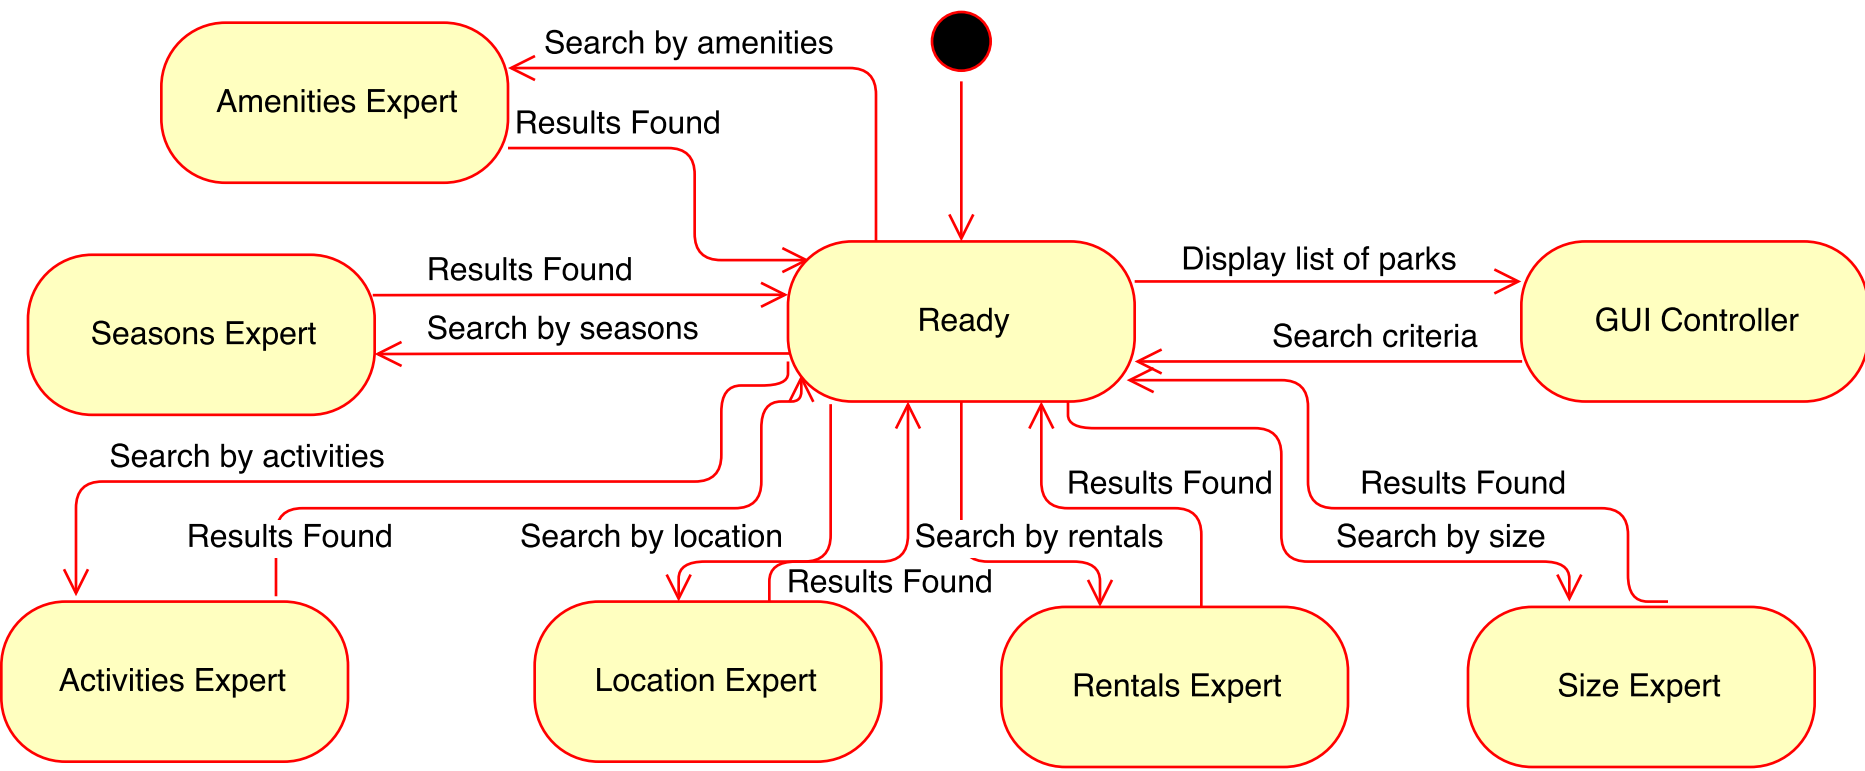 Search by amenities
Amenities Expert
Results Found
Results Found
Display list of parks
Seasons Expert
Search by seasons
Ready
GUI Controller
Search criteria
Search by activities
Results Found
Results Found
Results Found
Search by location
Search by rentals
Search by size
Results Found
Activities Expert
Location Expert
Rentals Expert
Size Expert